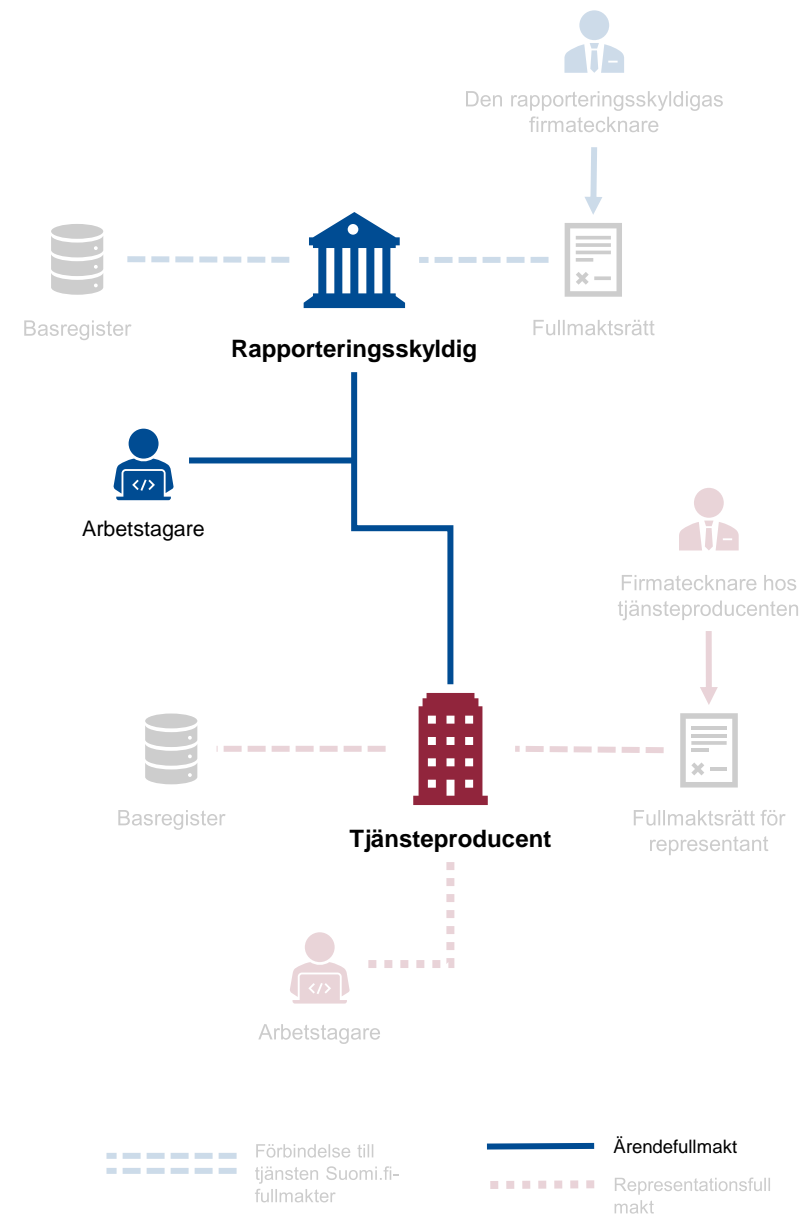 Den rapporteringsskyldigas
firmatecknare
Basregister
Fullmaktsrätt
Rapporteringsskyldig
Arbetstagare
Firmatecknare hos
tjänsteproducenten
Basregister
Fullmaktsrätt för
representant
Tjänsteproducent
Arbetstagare
Förbindelse till
tjänsten Suomi.fi-
fullmakter
Ärendefullmakt
Representationsfull
makt